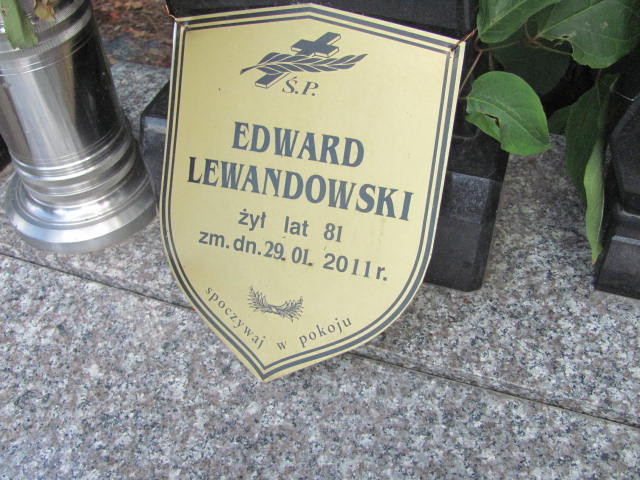 Ś.P.
EDWARD
LEWANDOWSKI
żył lat 81
zm. dn. 29. 01. 2011 r.
spoczywaj w pokoju